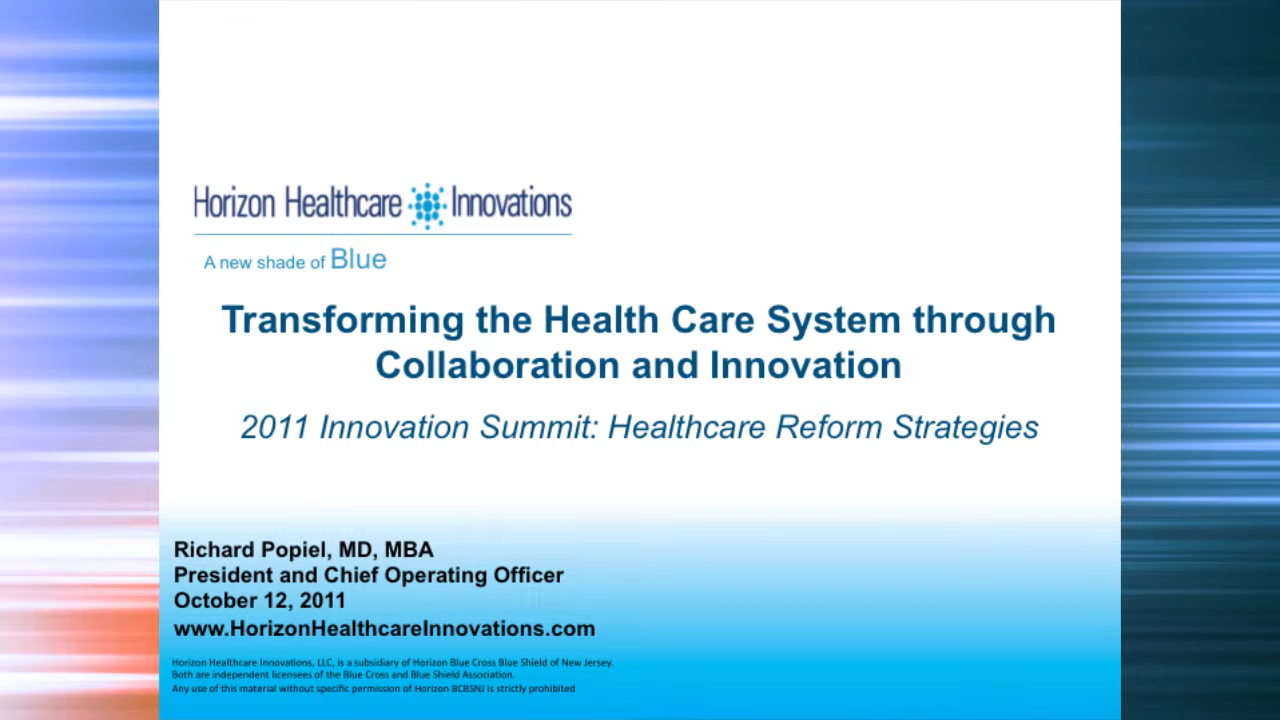 Horizon Healthcare Innovations
A new shade of Blue
Transforming the Health Care System through
Collaboration and Innovation
2011 Innovation Summit: Healthcare Reform Strategies
Richard Popiel, MD, MBA
President and Chief Operating Officer
October 12, 2011
www.HorizonHealthcareInnovations.com
Horizon Healthcare Innovations, LLC, is a subsidiary of Horizon Blue Cross Blue Shield of New Jersey.
Both are independent licensees of the Blue Cross and Blue Shield Association.
Any use of this material without specific permission of Horizon BCBSNJ is strictly prohibited